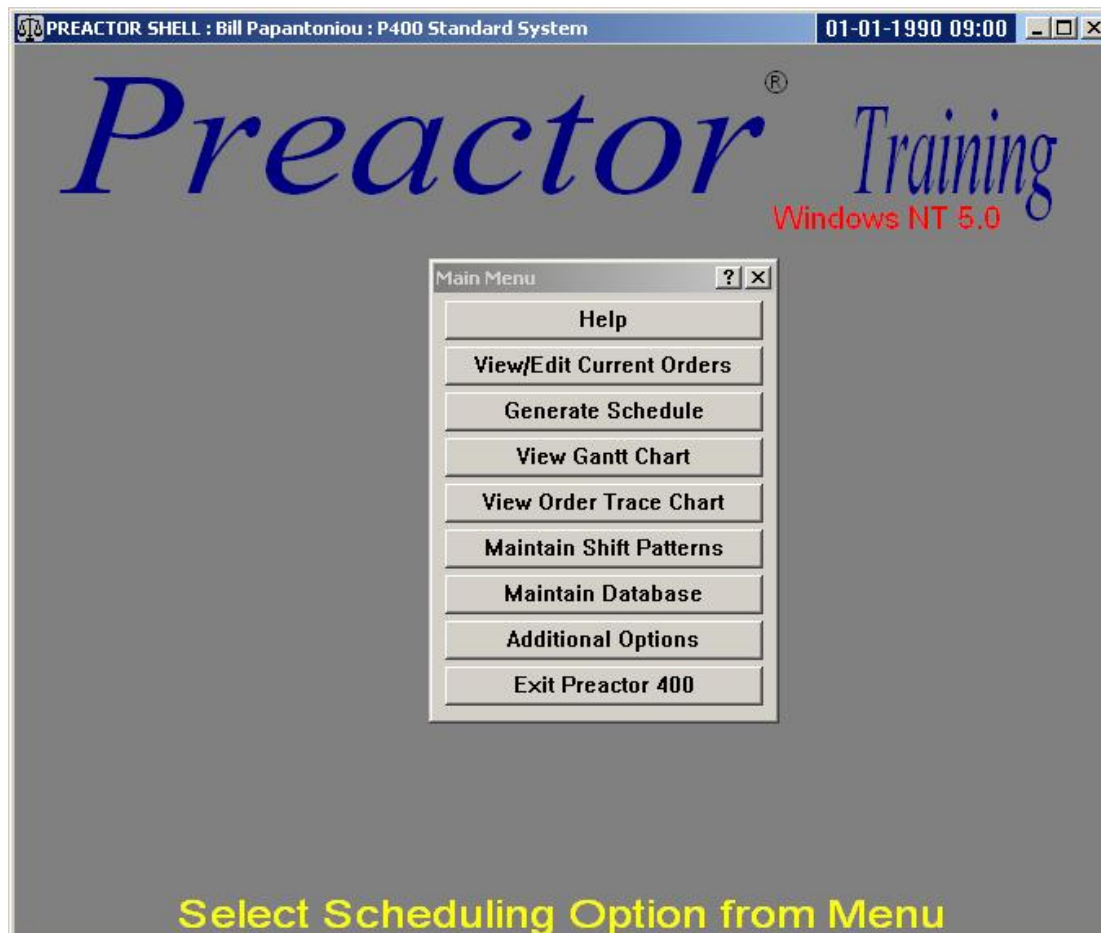 PREACTOR SHELL : Bill Papantoniou : P400 Standard System 01-01-1990 09:00
Preactor® Training
Windows NT 5.0
Main Menu
Help
View/Edit Current Orders
Generate Schedule
View Gantt Chart
View Order Trace Chart
Maintain Shift Patterns
Maintain Database
Additional Options
Exit Preactor 400
Select Scheduling Option from Menu